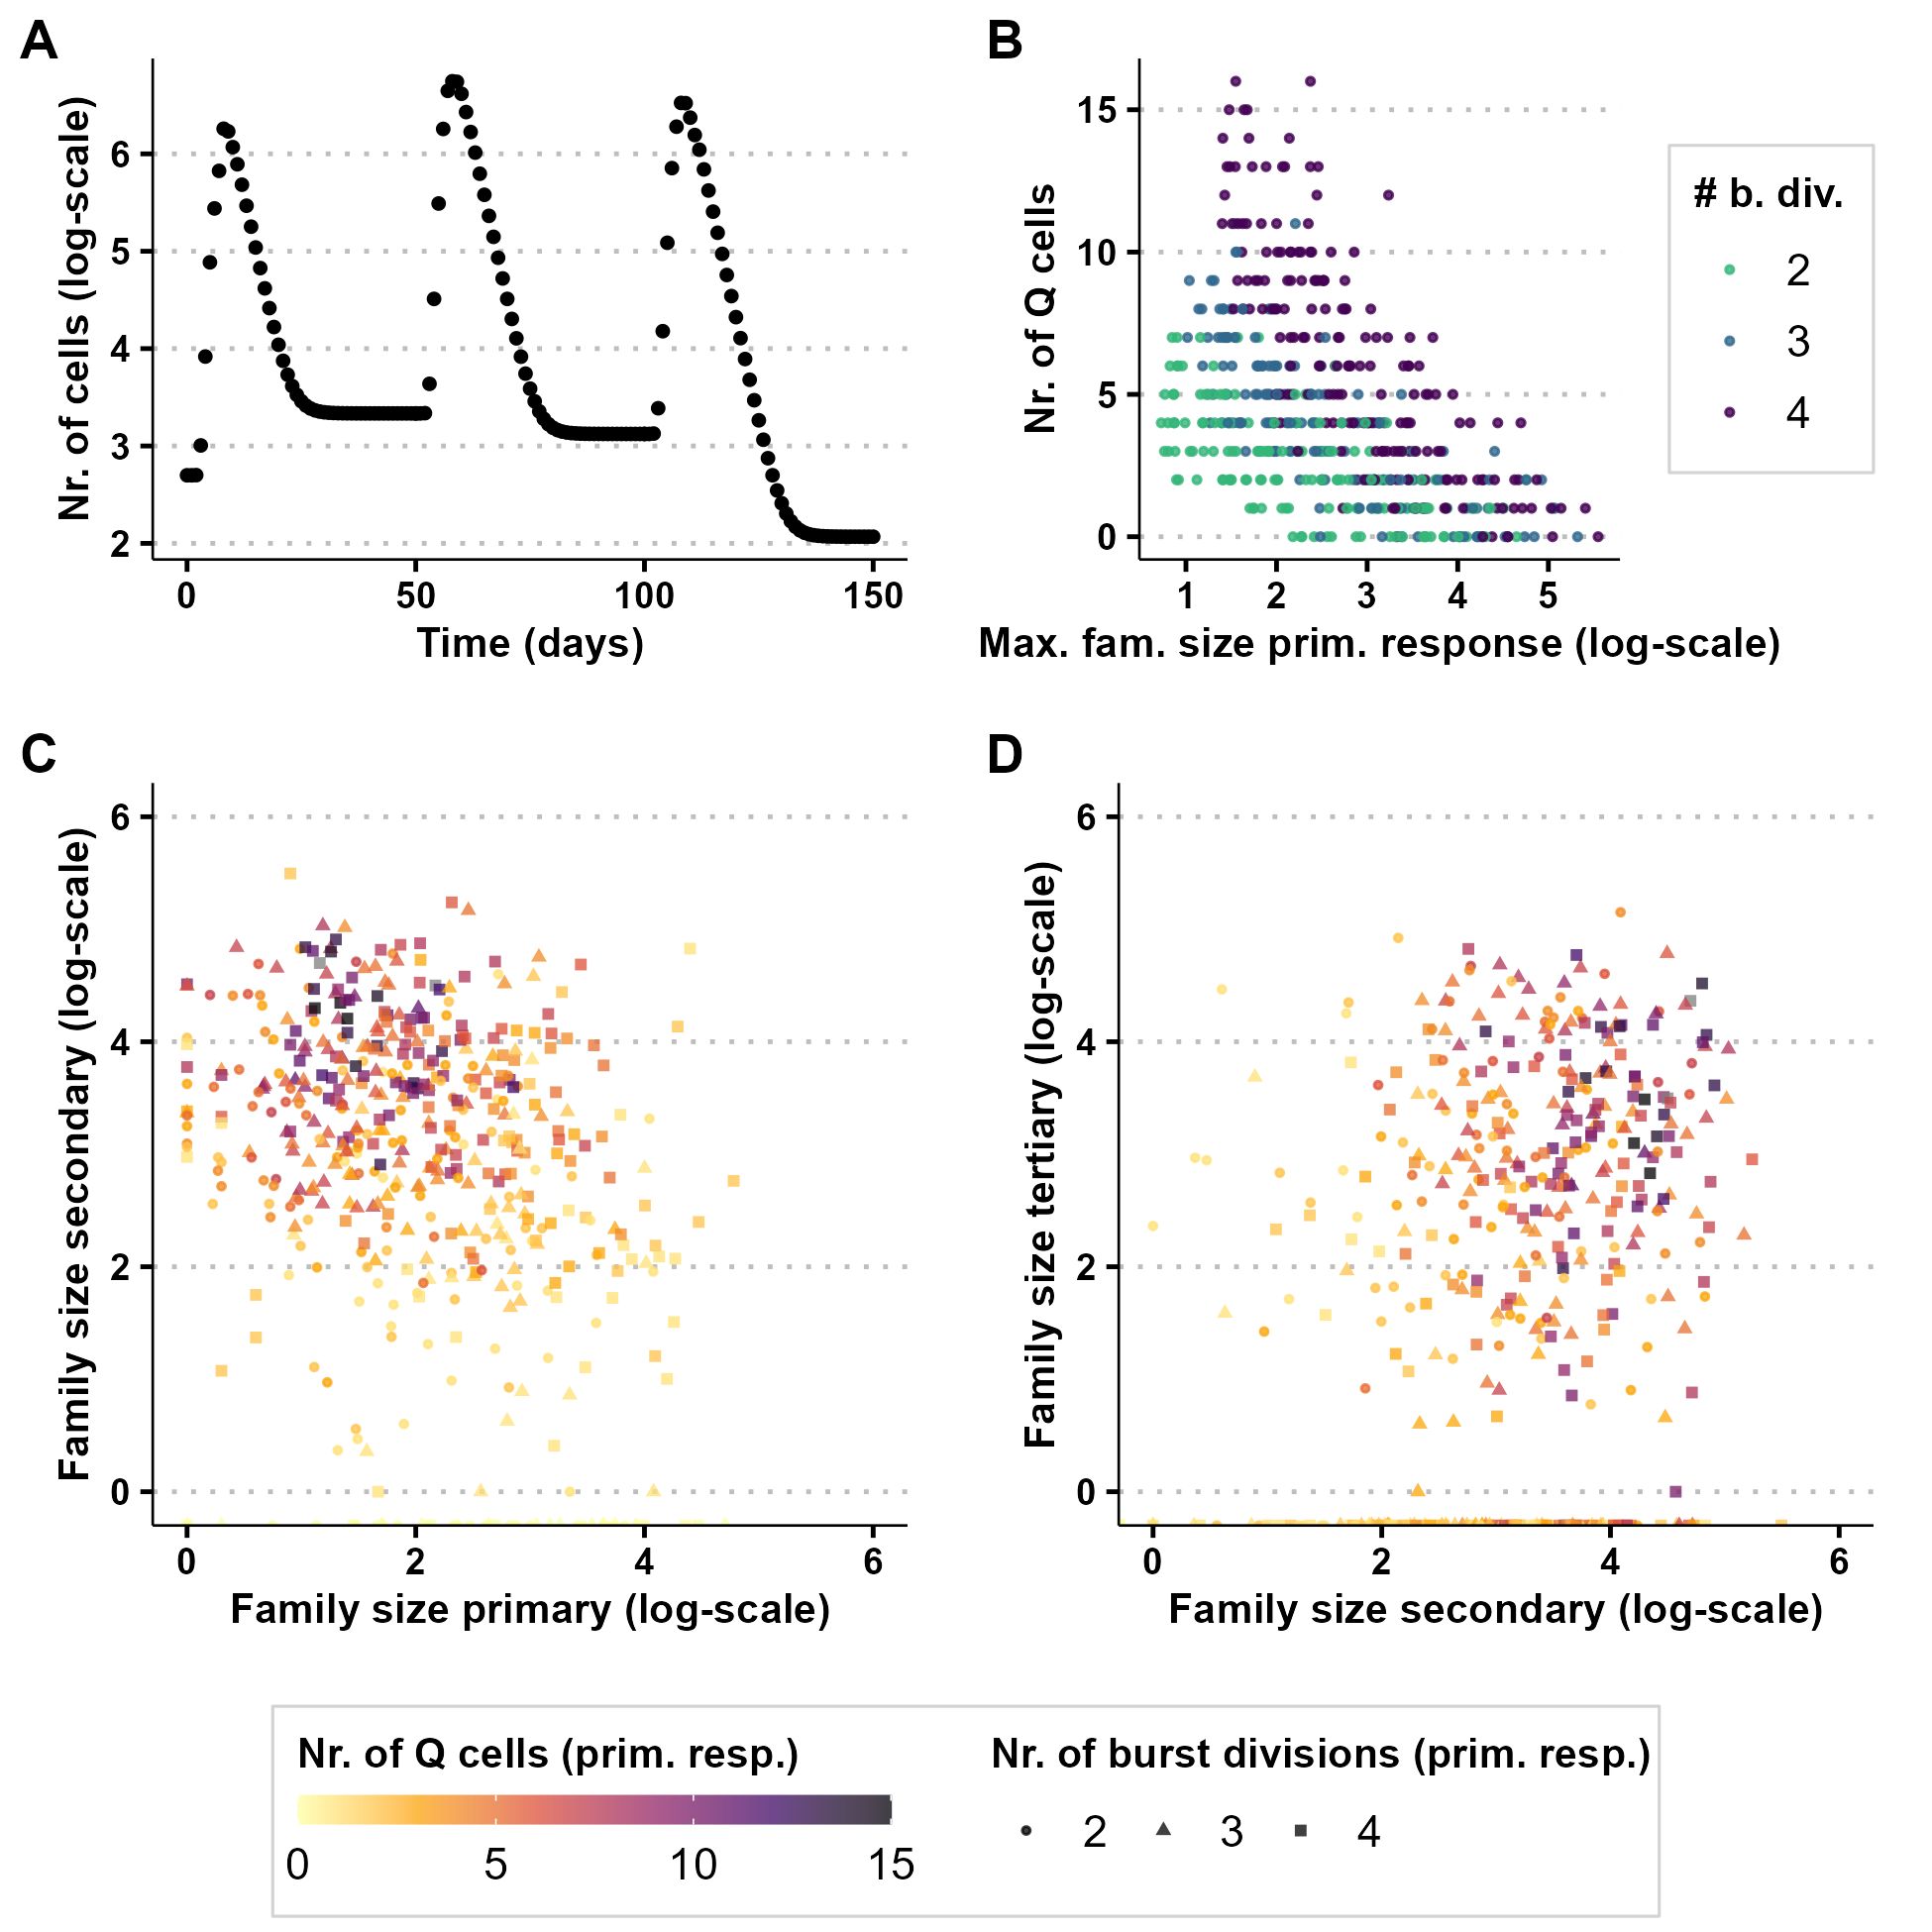 A
Nr. of cells (log-scale)
6
5
4
3
2
0 50 100 150
Time (days)
B
Nr. of Q cells
15
10
5
0
1 2 3 4 5
Max. fam. size prim. response (log-scale)
# b. div.
2
3
4
C
Family size secondary (log-scale)
6
4
2
0
0 2 4 6
Family size primary (log-scale)
D
Family size tertiary (log-scale)
6
4
2
0
0 2 4 6
Family size secondary (log-scale)
Nr. of Q cells (prim. resp.)
0 5 10 15
Nr. of burst divisions (prim. resp.)
2 3 4